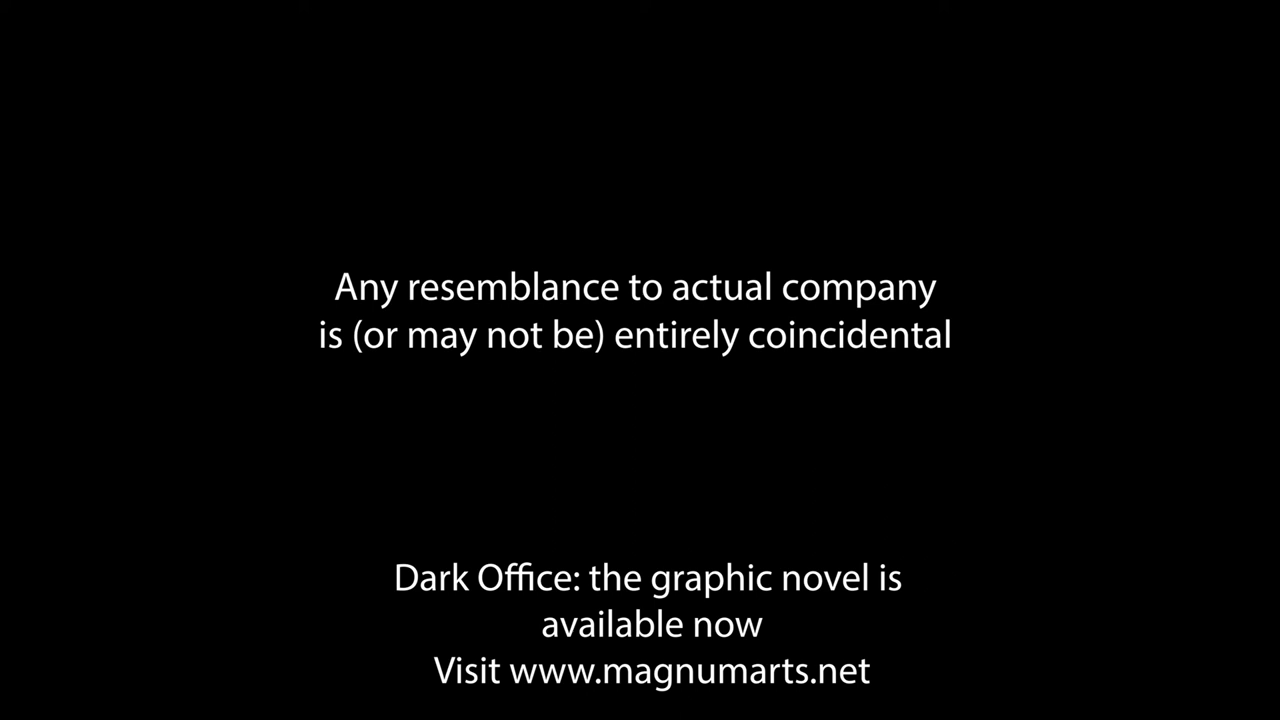 Any resemblance to actual company
is (or may not be) entirely coincidental
Dark Office: the graphic novel is
available now
Visit www.magnumarts.net